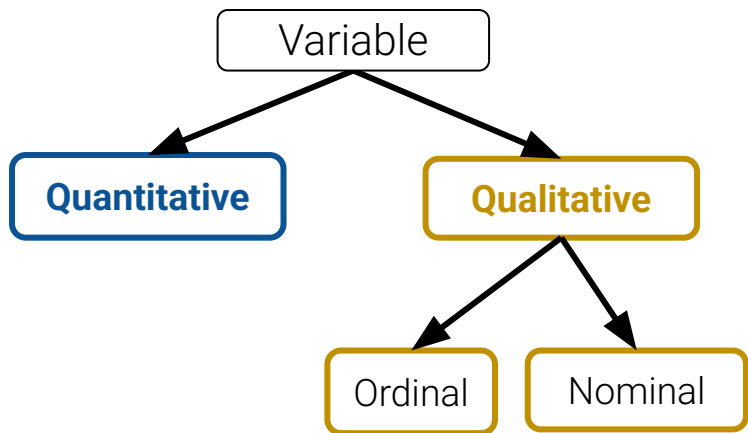 Variable
Quantitative
Qualitative
Ordinal
Nominal